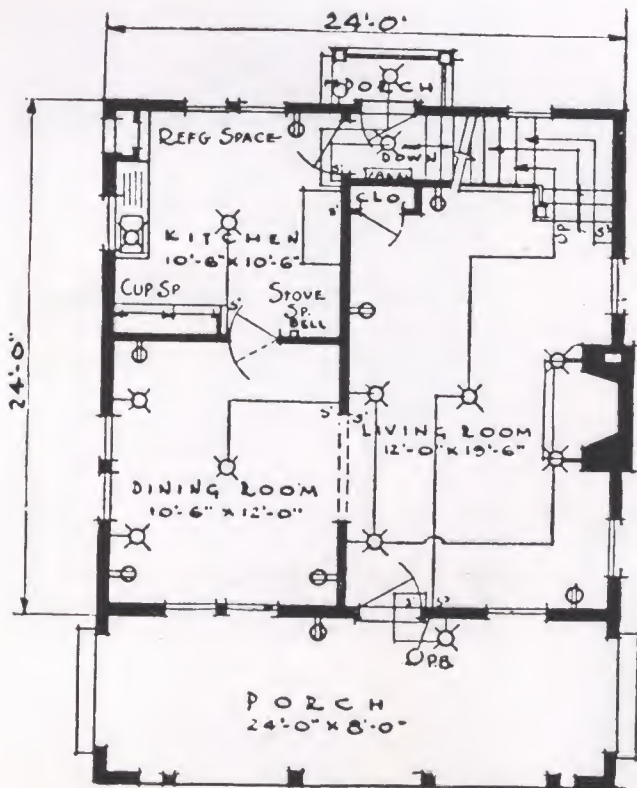 24'-0"
PORCH
REFG SPACE
DOWN
CLO.
KITCHEN
10'-6" X 10'-6"
CUP SP
STOVE
SP.
BELL
24'-0"
LIVING ROOM
12'-0" X 19'-6"
DINING ROOM
10'-6" X 12'-0"
P.B.
PORCH
24'-0" X 8'-0"